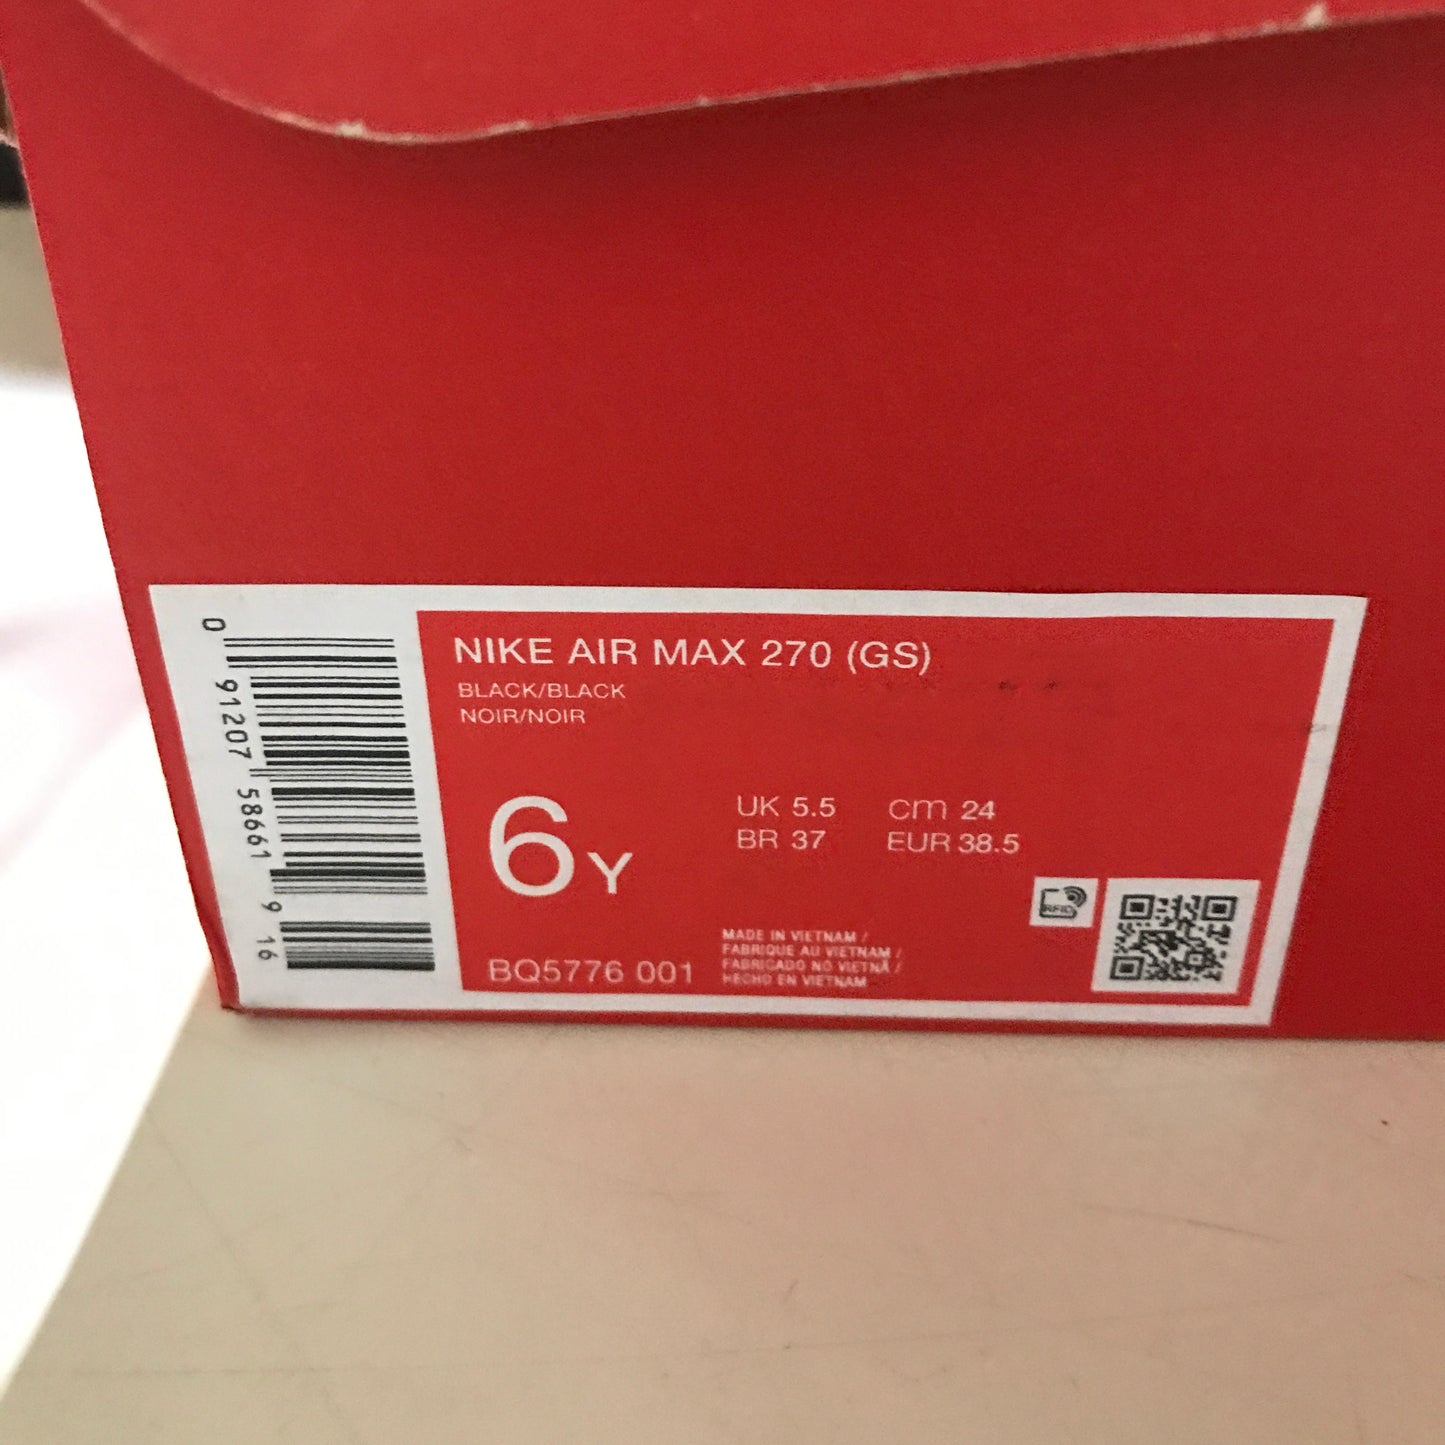 NIKE AIR MAX 270 (GS)
BLACK/BLACK
NOIR/NOIR
6 Y
UK 5.5 cm 24
BR 37 EUR 38.5
BQ5776 001
MADE IN VIETNAM /
FABRIQUE AU VIETNAM /
FABRICADO NO VIETNÃ /
HECHO EN VIETNAM
RFID
0 91207 58661 9 16